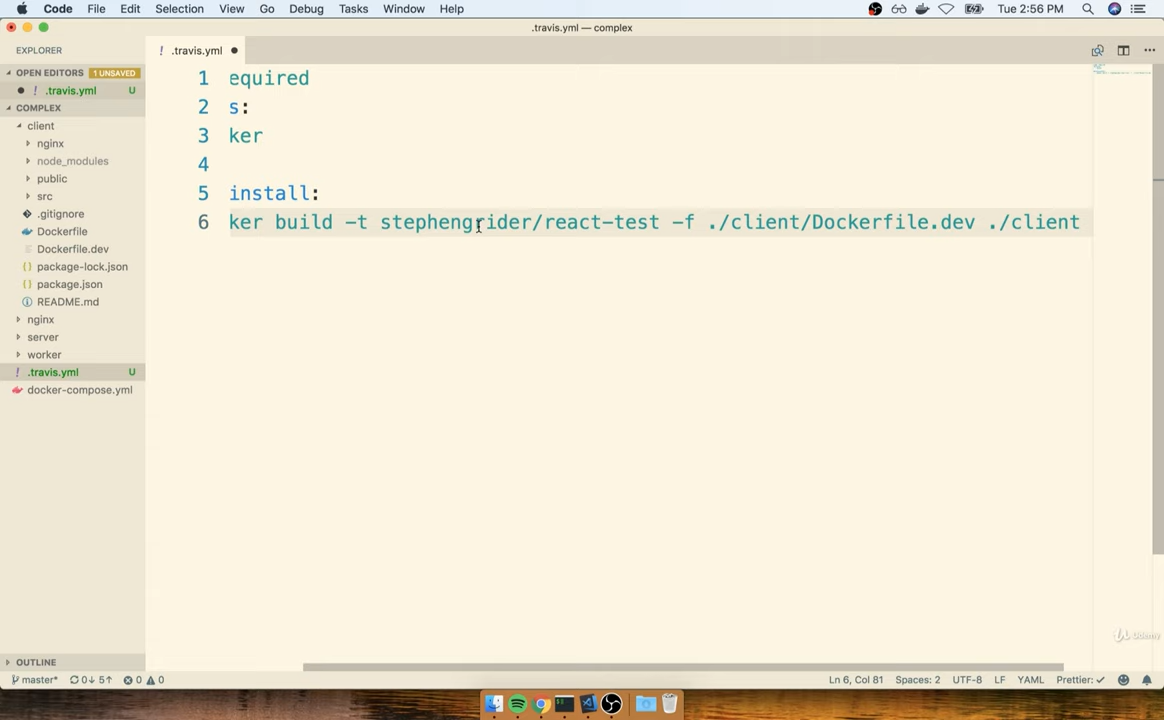 Code File Edit Selection View Go Debug Tasks Window Help Tue 2:56 PM
.travis.yml — complex
EXPLORER
.travis.yml
OPEN EDITORS 1 UNSAVED
.travis.yml U
COMPLEX
client
nginx
node_modules
public
src
.gitignore
Dockerfile
Dockerfile.dev
package-lock.json
package.json
README.md
nginx
server
worker
.travis.yml U
docker-compose.yml
OUTLINE
1 equired
2 s:
3 ker
4
5 install:
6 ker build -t stephengrider/react-test -f ./client/Dockerfile.dev ./client
Udemy
master* 0↓ 5↑ 0 0 Ln 6, Col 81 Spaces: 2 UTF-8 LF YAML Prettier: ✓